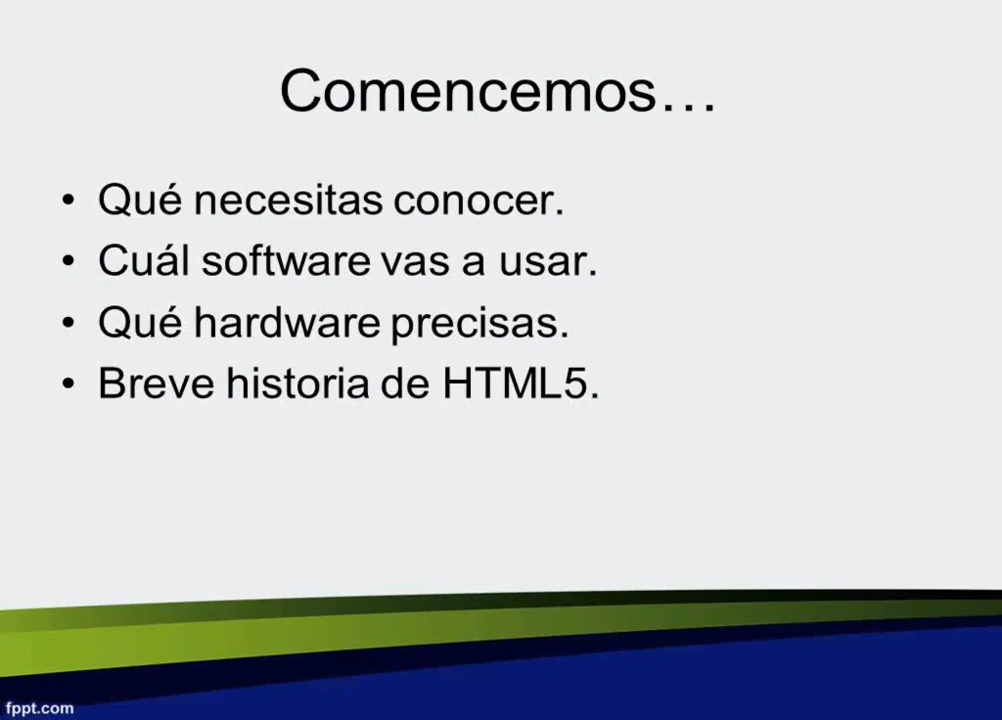 Comencemos…
• Qué necesitas conocer.
• Cuál software vas a usar.
• Qué hardware precisas.
• Breve historia de HTML5.
fppt.com